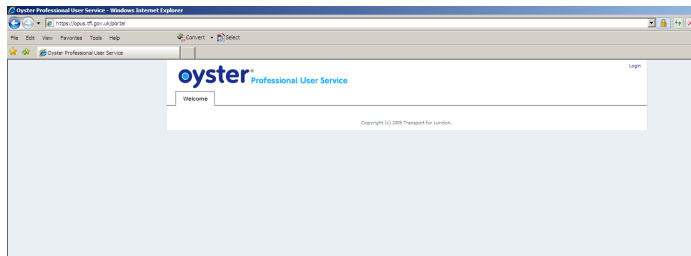 Oyster Professional User Service - Windows Internet Explorer
https://opus.tfl.gov.uk/portal
File Edit View Favorites Tools Help Convert Select
Oyster Professional User Service
Login
oyster Professional User Service
Welcome
Copyright (c) 2009 Transport for London.